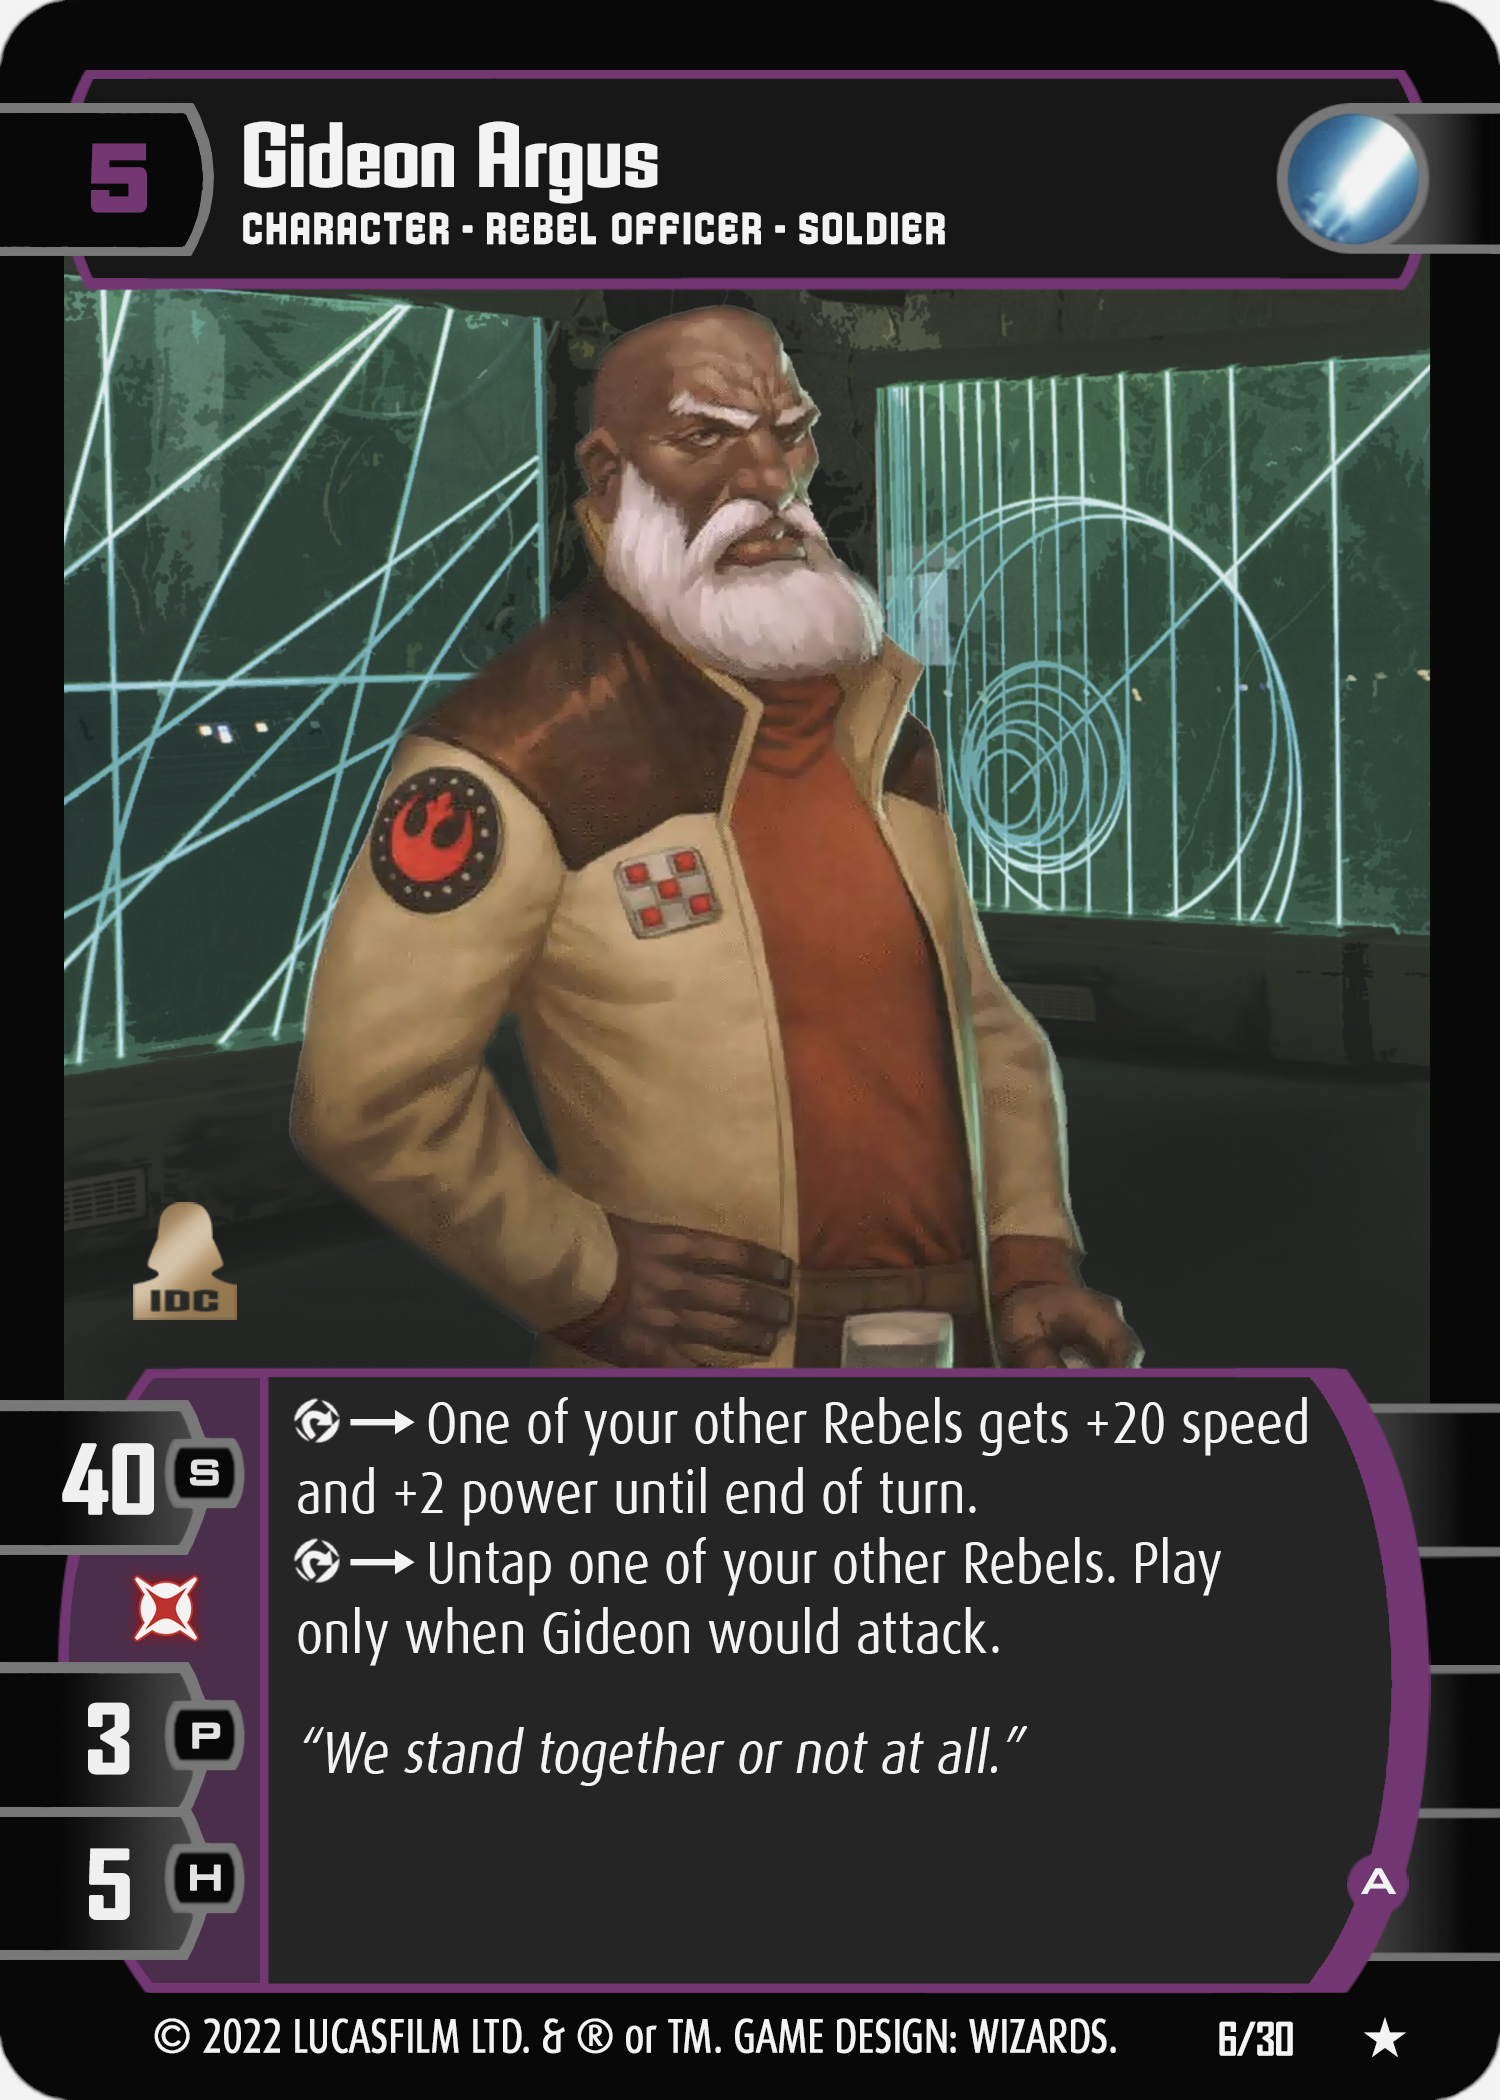 5
Gideon Argus
CHARACTER - REBEL OFFICER - SOLDIER
IDC
40 S
3 P
5 H
One of your other Rebels gets +20 speed
and +2 power until end of turn.
Untap one of your other Rebels. Play
only when Gideon would attack.
“We stand together or not at all.”
A
© 2022 LUCASFILM LTD. & ® or TM. GAME DESIGN: WIZARDS. 6/30